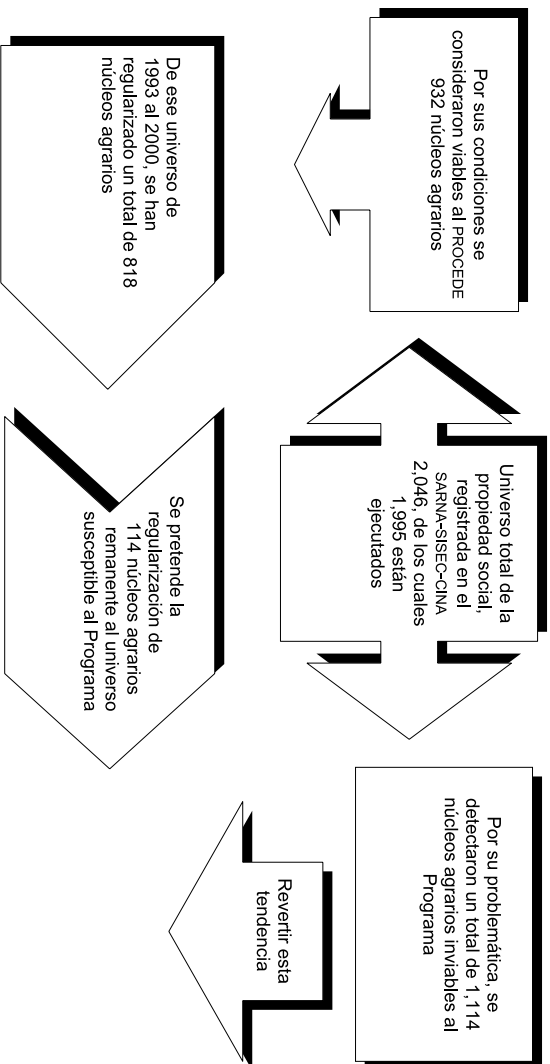 Por sus condiciones se
consideraron viables al PROCEDE
932 núcleos agrarios
Universo total de la
propiedad social,
registrada en el
SARNA-SISEC-CINA
2,046, de los cuales
1,995 están
ejecutados
Por su problemática, se
detectaron un total de 1,114
núcleos agrarios inviables al
Programa
De ese universo de
1993 al 2000, se han
regularizado un total de 818
núcleos agrarios
Se pretende la
regularización de
114 núcleos agrarios
remanente al universo
susceptible al Programa
Revertir esta
tendencia